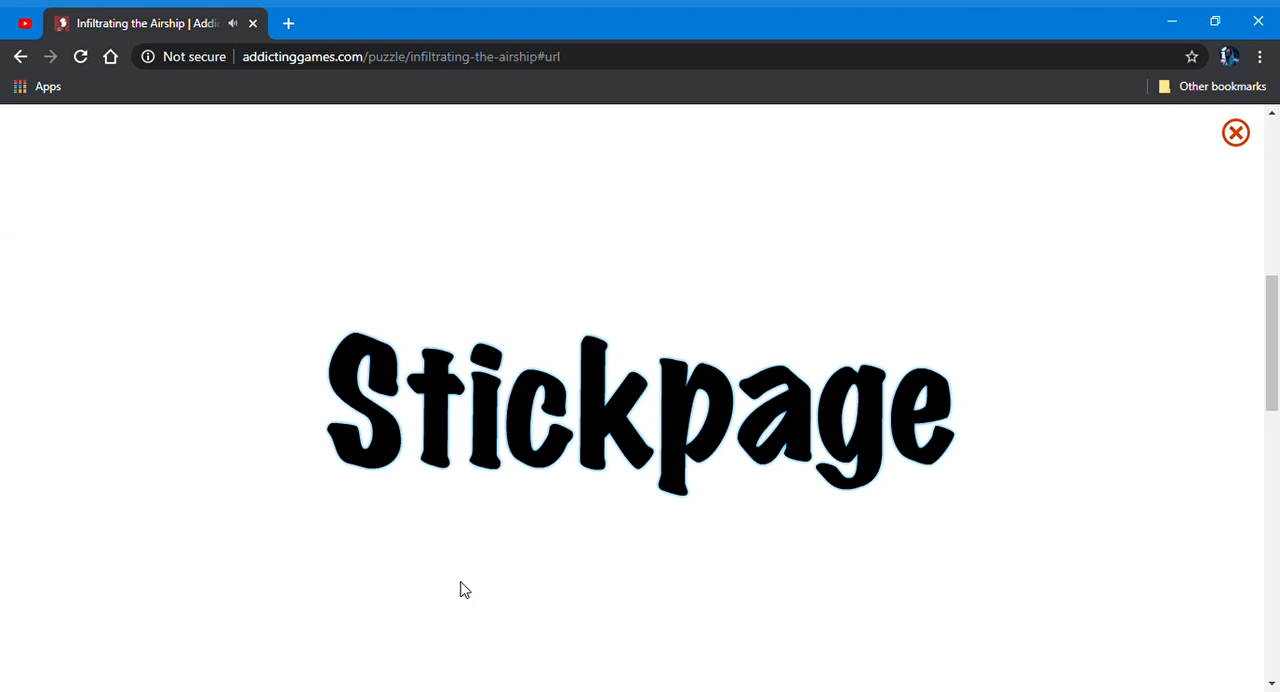 Infiltrating the Airship | Addi
Not secure
addictinggames.com/puzzle/infiltrating-the-airship#url
Apps
Other bookmarks
Stickpage